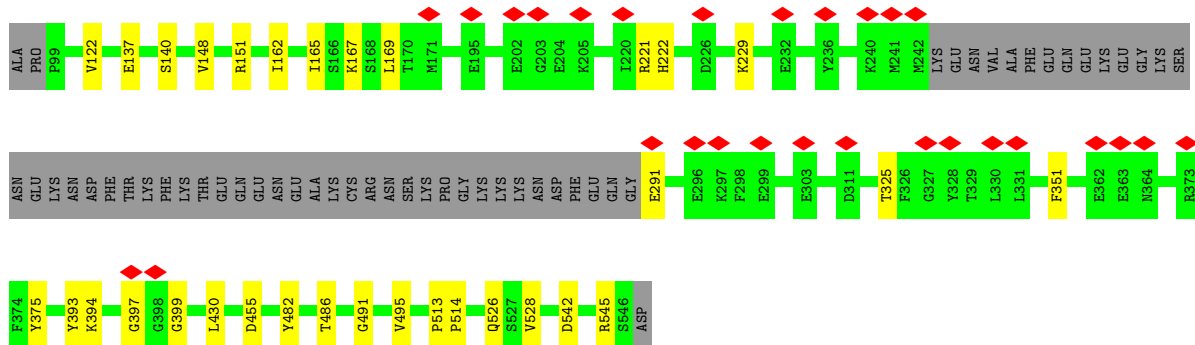 ALA PRO P99 V122 E137 S140 V148 R151 I162 I165 S166 K167 S168 L169 T170 M171 E195 E202 G203 E204 K205 I220 R221 H222 D226 K229 E232 Y236 K240 M241 M242 LYS GLU ASN VAL ALA PHE GLU GLN GLU LYS GLU GLY LYS SER
ASN GLU LYS ASN ASP PHE THR LYS PHE LYS THR GLU GLN GLU ASN GLU ALA LYS CYS ARG ASN SER LYS PRO GLY LYS LYS LYS ASN ASP PHE GLU GLN GLY E291 E296 K297 F298 E299 E303 D311 T325 F326 G327 Y328 T329 L330 L331 F351 E362 E363 N364 R373
F374 Y375 Y393 K394 G397 G398 G399 L430 D455 Y482 T486 G491 V495 P513 P514 Q526 S527 V528 D542 R545 S546 ASP